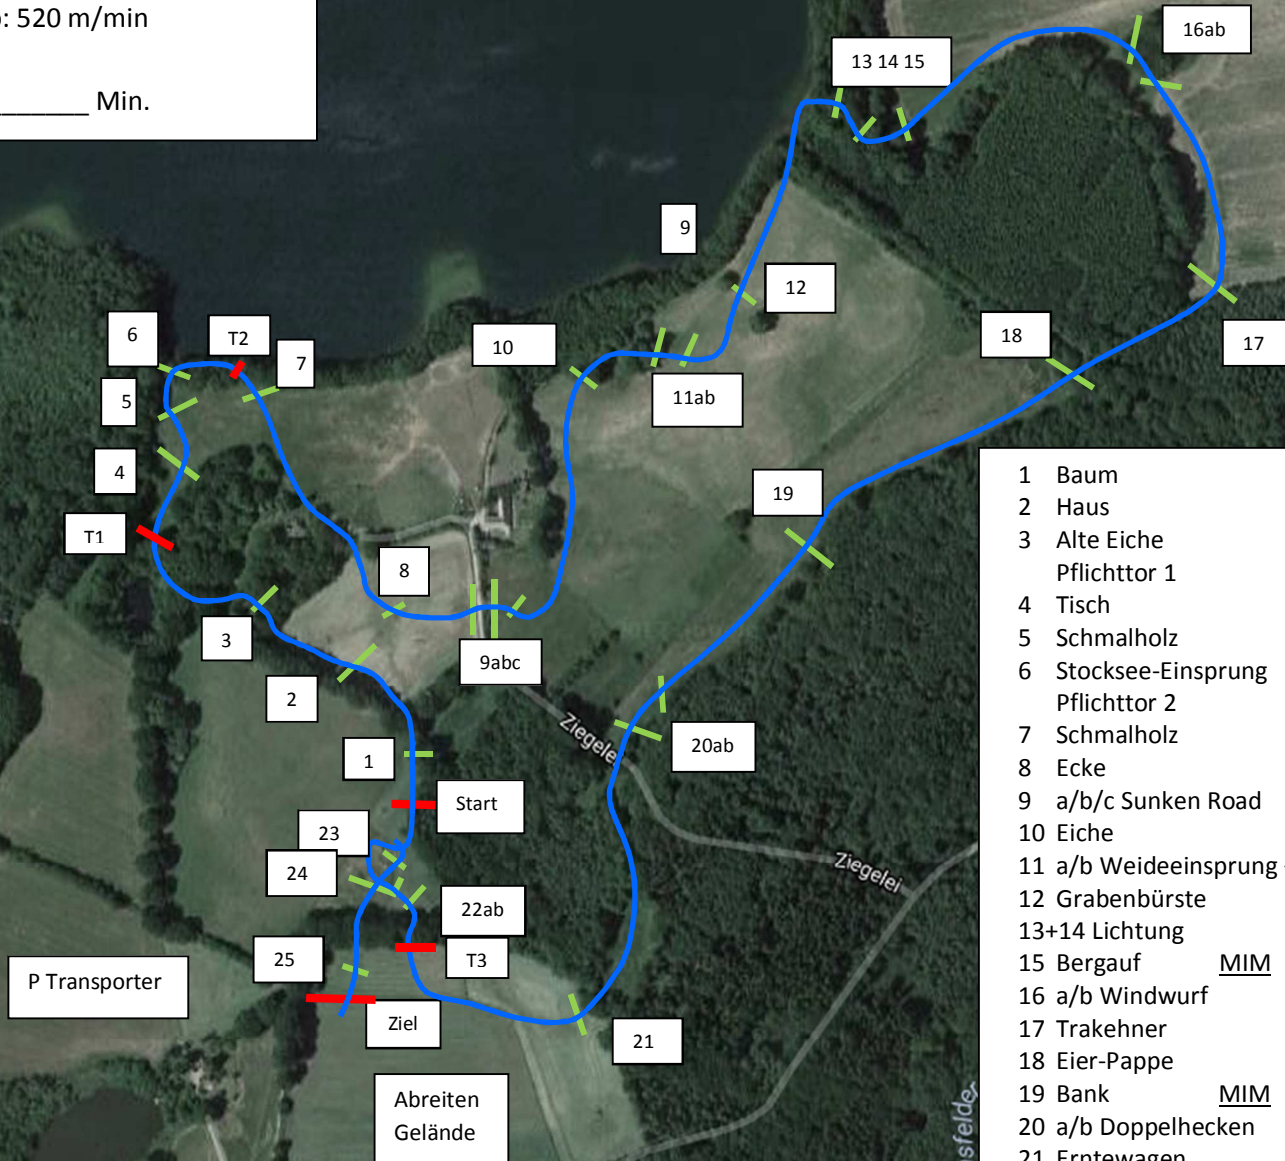 : 520 m/min
_______ Min.
16ab
13 14 15
9
12
6
T2
10
7
18
17
5
11ab
4
19
T1
8
3
9abc
2
Ziegelei
20ab
1
Start
23
24
Ziegelei
22ab
T3
25
P Transporter
Ziel
21
Abreiten
Gelände
sfelder
1 Baum
2 Haus
3 Alte Eiche
Pflichttor 1
4 Tisch
5 Schmalholz
6 Stocksee-Einsprung
Pflichttor 2
7 Schmalholz
8 Ecke
9 a/b/c Sunken Road
10 Eiche
11 a/b Weideeinsprung
12 Grabenbürste
13+14 Lichtung
15 Bergauf MIM
16 a/b Windwurf
17 Trakehner
18 Eier-Pappe
19 Bank MIM
20 a/b Doppelhecken
21 Erntewagen